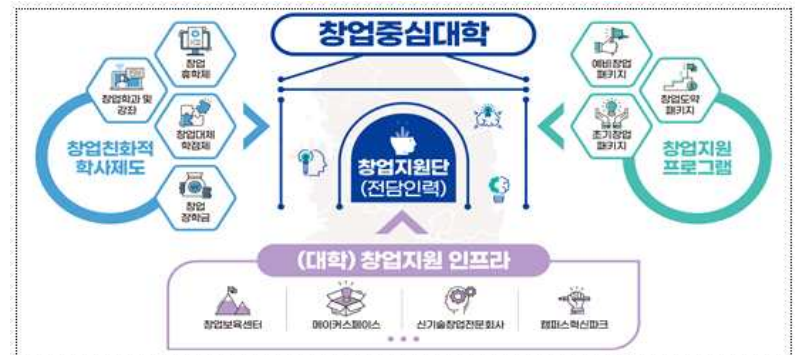 창업중심대학
창업
휴학제
창업학과 및
강좌
창업대체
학점제
창업
장학금
창업친화적
학사제도
창업지원단
(전담인력)
예비창업
패키지
창업도약
패키지
초기창업
패키지
창업지원
프로그램
(대학) 창업지원 인프라
창업보육센터
메이커스페이스
신기술창업전문회사
캠퍼스혁신파크